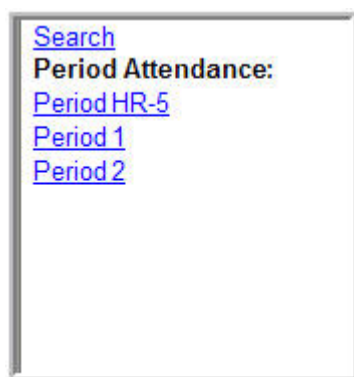 Search
Period Attendance:
Period HR-5
Period 1
Period 2